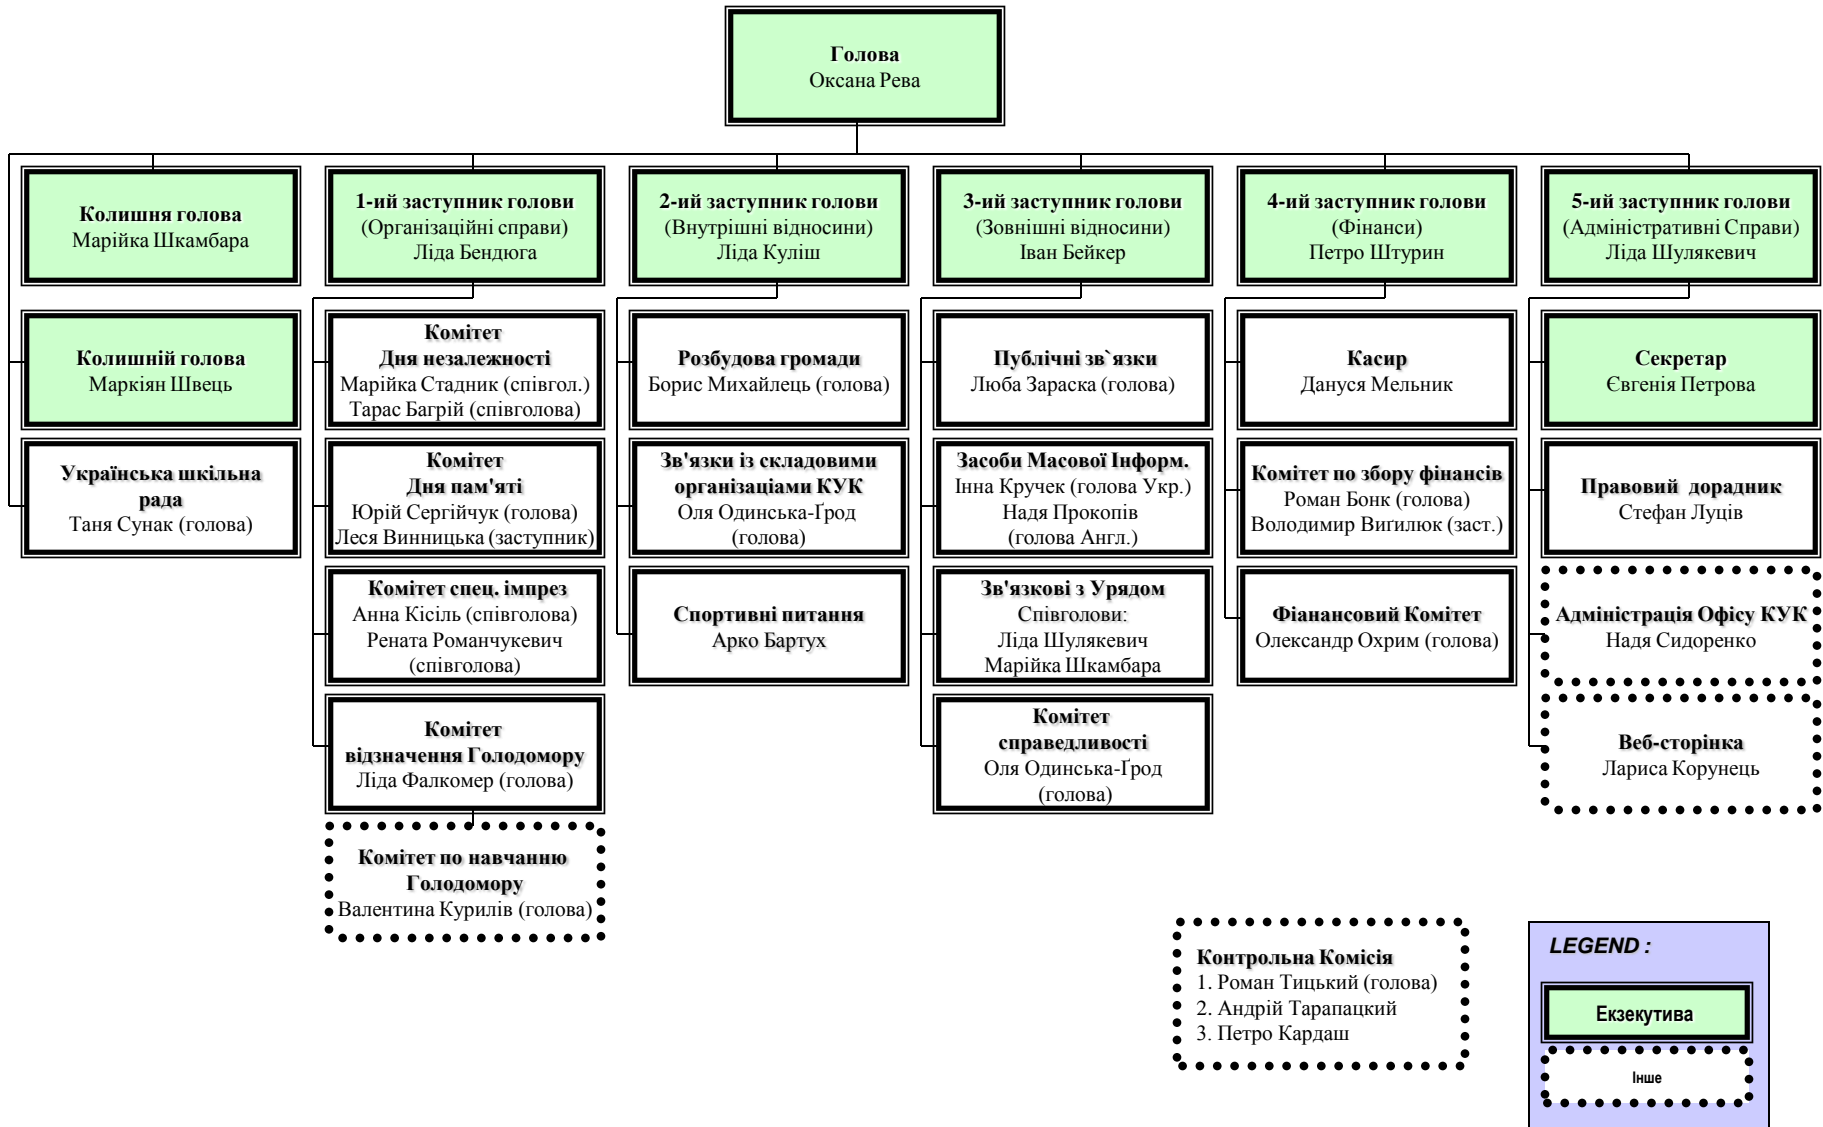 Голова
Оксана Рева
Колишня голова
Марійка Шкамбара
1-ий заступник голови
(Організаційні справи)
Ліда Бендюга
2-ий заступник голови
(Внутрішні відносини)
Ліда Куліш
3-ий заступник голови
(Зовнішні відносини)
Іван Бейкер
4-ий заступник голови
(Фінанси)
Петро Штурин
5-ий заступник голови
(Адміністративні Справи)
Ліда Шулякевич
Колишній голова
Маркіян Швець
Комітет
Дня незалежності
Марійка Стадник (співгол.)
Тарас Багрій (співголова)
Розбудова громади
Борис Михайлець (голова)
Публічні зв`язки
Люба Зараска (голова)
Касир
Дануся Мельник
Секретар
Євгенія Петрова
Українська шкільна
рада
Таня Сунак (голова)
Комітет
Дня пам'яті
Юрій Сергійчук (голова)
Леся Винницька (заступник)
Зв'язки із складовими
організаціами КУК
Оля Одинська-Ґрод
(голова)
Засоби Масової Інформ.
Інна Кручек (голова Укр.)
Надя Прокопів
(голова Англ.)
Комітет по збору фінансів
Роман Бонк (голова)
Володимир Виґилюк (заст.)
Правовий дорадник
Стефан Луців
Комітет спец. імпрез
Анна Кісіль (співголова)
Рената Романчукевич
(співголова)
Спортивні питання
Арко Бартух
Зв'язкові з Урядом
Співголови:
Ліда Шулякевич
Марійка Шкамбара
Фіанансовий Комітет
Олександр Охрим (голова)
Адміністрація Офісу КУК
Надя Сидоренко
Комітет
відзначення Голодомору
Ліда Фалкомер (голова)
Комітет
справедливості
Оля Одинська-Ґрод
(голова)
Веб-сторінка
Лариса Корунець
Комітет по навчанню
Голодомору
Валентина Курилів (голова)
Контрольна Комісія
1. Роман Тицький (голова)
2. Андрій Тарапацкий
3. Петро Кардаш
LEGEND :
Екзекутива
Інше